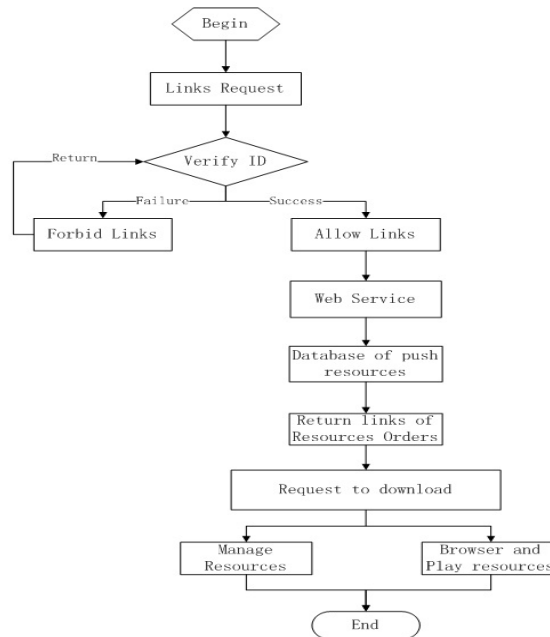 Begin
Links Request
Return
Verify ID
Failure
Success
Forbid Links
Allow Links
Web Service
Database of push
resources
Return links of
Resources Orders
Request to download
Manage
Resources
Browser and
Play resources
End